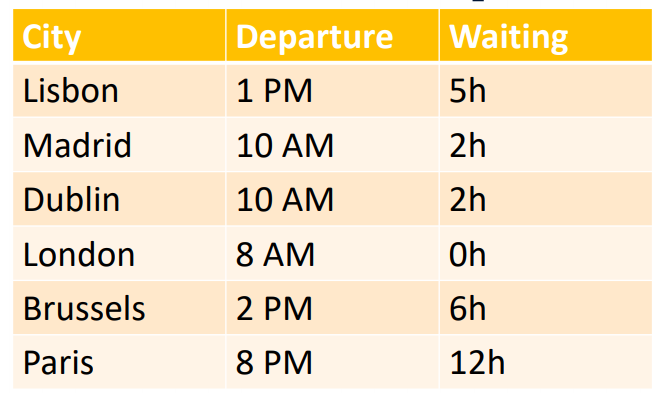 City Departure Waiting
Lisbon 1 PM 5h
Madrid 10 AM 2h
Dublin 10 AM 2h
London 8 AM 0h
Brussels 2 PM 6h
Paris 8 PM 12h